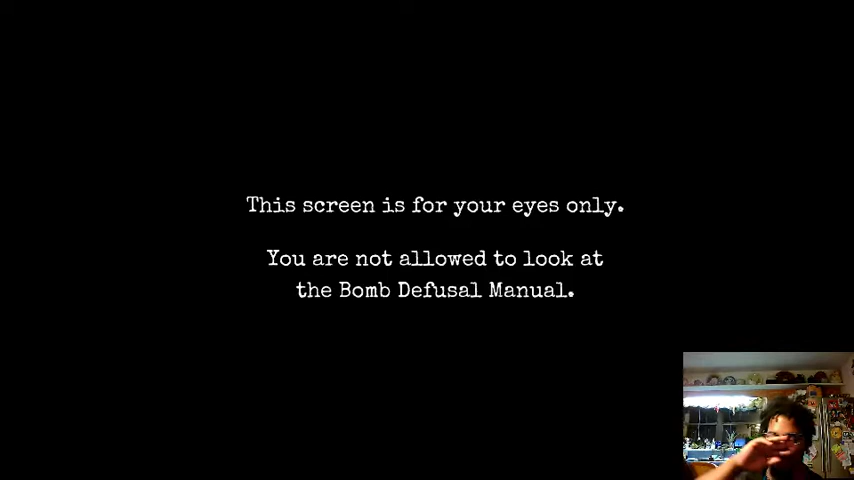 This screen is for your eyes only.
You are not allowed to look at
the Bomb Defusal Manual.